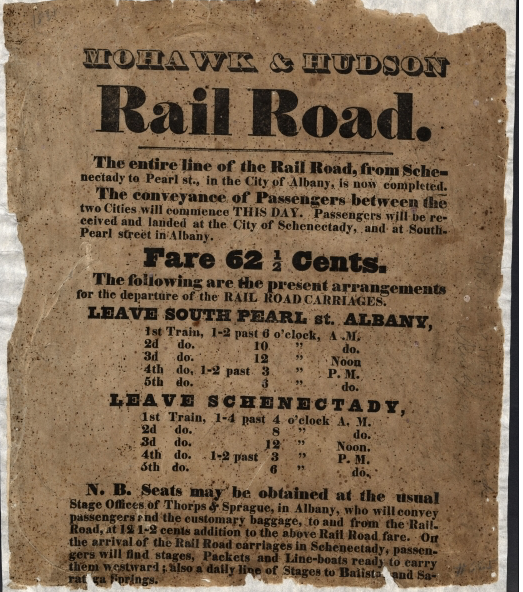 MOHAWK & HUDSON
Rail Road.
The entire line of the Rail Road, from Sche-
nectady to Pearl st., in the City of Albany, is now completed.
The conveyance of Passengers between the
two Cities will commence THIS DAY. Passengers will be re-
ceived and landed at the City of Schenectady, and at South-
Pearl street in Albany.
Fare 62 ½ Cents.
The following are the present arrangements
for the departure of the RAIL ROAD CARRIAGES.
LEAVE SOUTH PEARL st. ALBANY,
1st Train, 1-2 past 6 o'clock, A.M.
2d do. 10 " do.
3d do. 12 " Noon
4th do, 1-2 past 3 " P. M.
5th do. " do.
LEAVE SCHENECTADY,
1st Train, 1-4 past 4 o'clock A. M.
2d do. 8 " do.
3d do. 12 " Noon.
4th do. 1-2 past 3 " P. M.
5th do. 6 " do.
N. B. Seats may be obtained at the usual
Stage Offices of Thorps & Sprague, in Albany, who will convey
passengers and the customary baggage, to and from the Rail-
Road, at 12 1-2 cents addition to the above Rail Road fare. On
the arrival of the Rail Road carriages in Schenectady, passen-
gers will find stages, Packets and Line-boats ready to carry
them westward; also a daily line of Stages to Ballsta and Sa-
ratoga Springs.